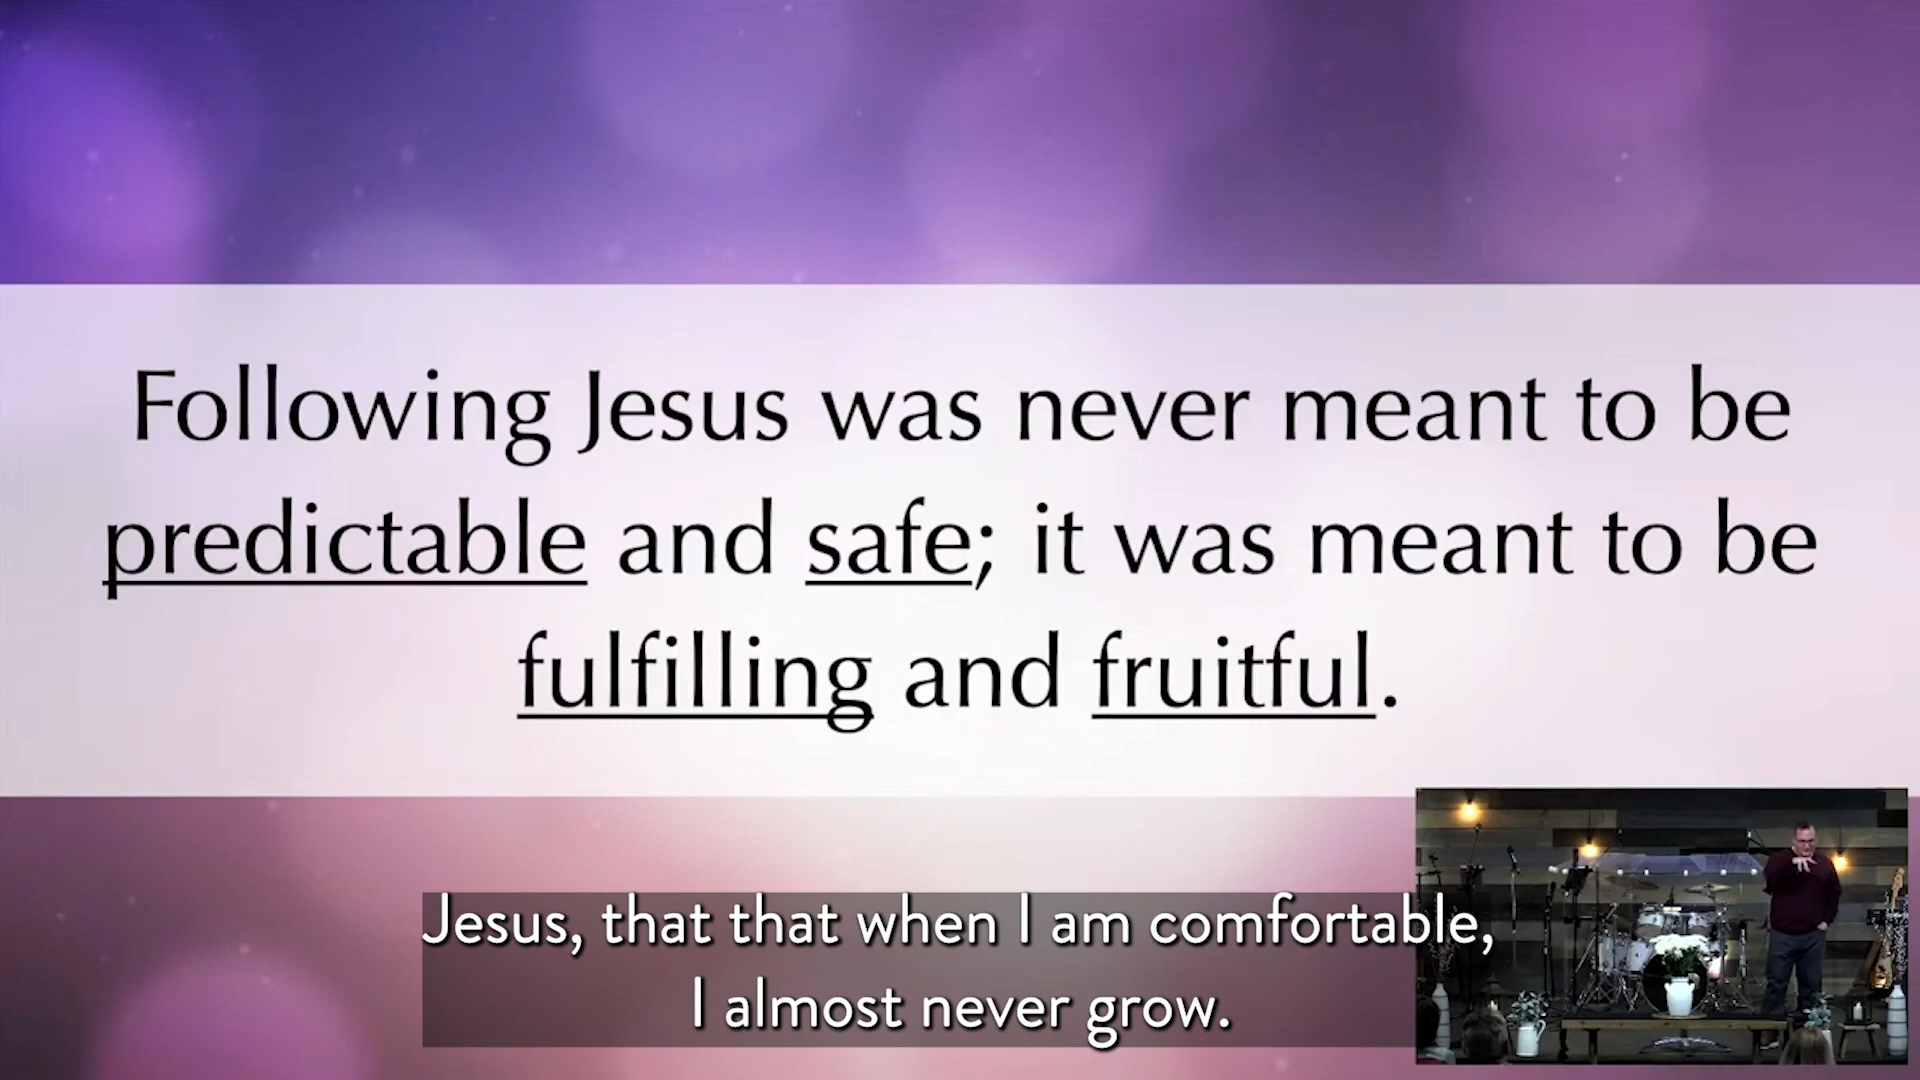 Following Jesus was never meant to be
predictable and safe; it was meant to be
fulfilling and fruitful.
Jesus, that that when I am comfortable,
I almost never grow.